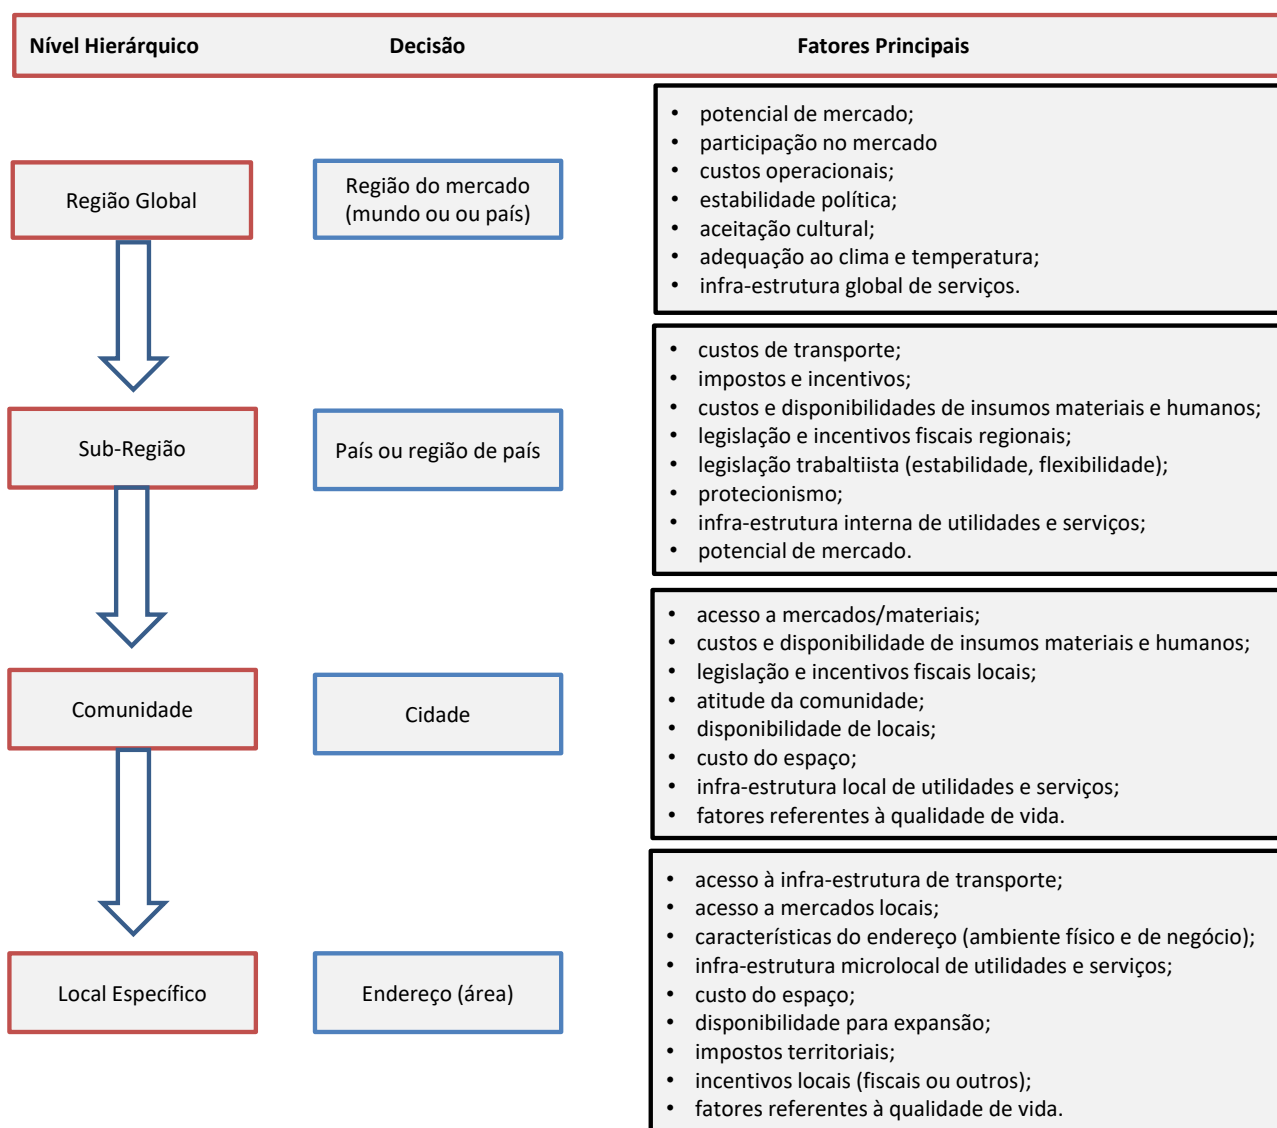 Nível Hierárquico
Decisão
Fatores Principais
Região Global
Região do mercado
(mundo ou ou país)
• potencial de mercado;
• participação no mercado
• custos operacionais;
• estabilidade política;
• aceitação cultural;
• adequação ao clima e temperatura;
• infra-estrutura global de serviços.
Sub-Região
País ou região de país
• custos de transporte;
• impostos e incentivos;
• custos e disponibilidades de insumos materiais e humanos;
• legislação e incentivos fiscais regionais;
• legislação trabaltiista (estabilidade, flexibilidade);
• protecionismo;
• infra-estrutura interna de utilidades e serviços;
• potencial de mercado.
Comunidade
Cidade
• acesso a mercados/materiais;
• custos e disponibilidade de insumos materiais e humanos;
• legislação e incentivos fiscais locais;
• atitude da comunidade;
• disponibilidade de locais;
• custo do espaço;
• infra-estrutura local de utilidades e serviços;
• fatores referentes à qualidade de vida.
Local Específico
Endereço (área)
• acesso à infra-estrutura de transporte;
• acesso a mercados locais;
• características do endereço (ambiente físico e de negócio);
• infra-estrutura microlocal de utilidades e serviços;
• custo do espaço;
• disponibilidade para expansão;
• impostos territoriais;
• incentivos locais (fiscais ou outros);
• fatores referentes à qualidade de vida.